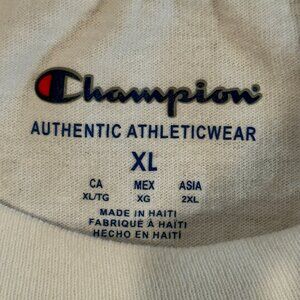 Champion
AUTHENTIC ATHLETICWEAR
XL
CA MEX ASIA
XL/TG XG 2XL
MADE IN HAITI
FABRIQUÉ À HAÏTI
HECHO EN HAITÍ